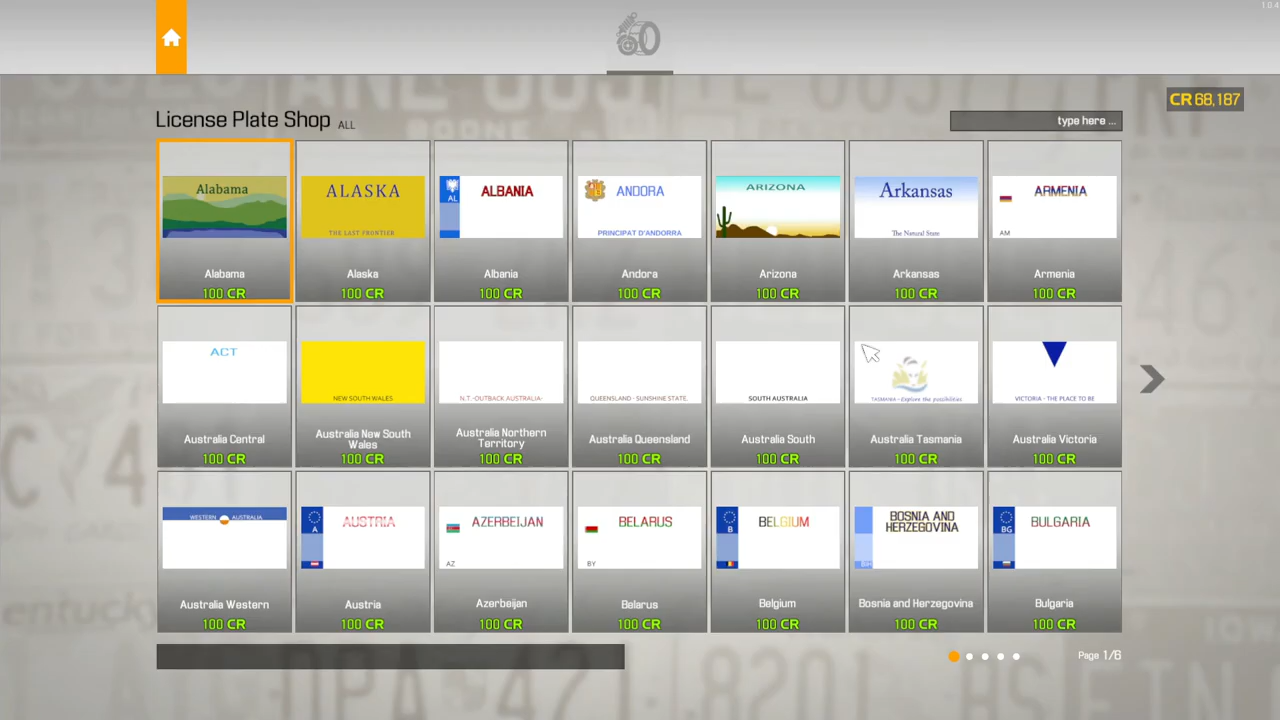 1.0.4
CR 68,187
License Plate Shop ALL
type here ...
Alabama
ALASKA
THE LAST FRONTIER
AL
ALBANIA
ANDORA
PRINCIPAT D'ANDORRA
ARIZONA
Arkansas
The Natural State
ARMENIA
AM
Alabama
Alaska
Albania
Andora
Arizona
Arkansas
Armenia
100 CR
100 CR
100 CR
100 CR
100 CR
100 CR
100 CR
ACT
NEW SOUTH WALES
N.T. -OUTBACK AUSTRALIA-
QUEENSLAND - SUNSHINE STATE.
SOUTH AUSTRALIA
TASMANIA - Explore the possibilities
VICTORIA - THE PLACE TO BE
Australia Central
Australia New South
Wales
Australia Northern
Territory
Australia Queensland
Australia South
Australia Tasmania
Australia Victoria
100 CR
100 CR
100 CR
100 CR
100 CR
100 CR
100 CR
WESTERN AUSTRALIA
A
AUSTRIA
AZERBEIJAN
AZ
BELARUS
BY
B
BELGIUM
BOSNIA AND
HERZEGOVINA
BIH
BG
BULGARIA
Australia Western
Austria
Azerbeijan
Belarus
Belgium
Bosnia and Herzegovina
Bulgaria
100 CR
100 CR
100 CR
100 CR
100 CR
100 CR
100 CR
Page 1/6